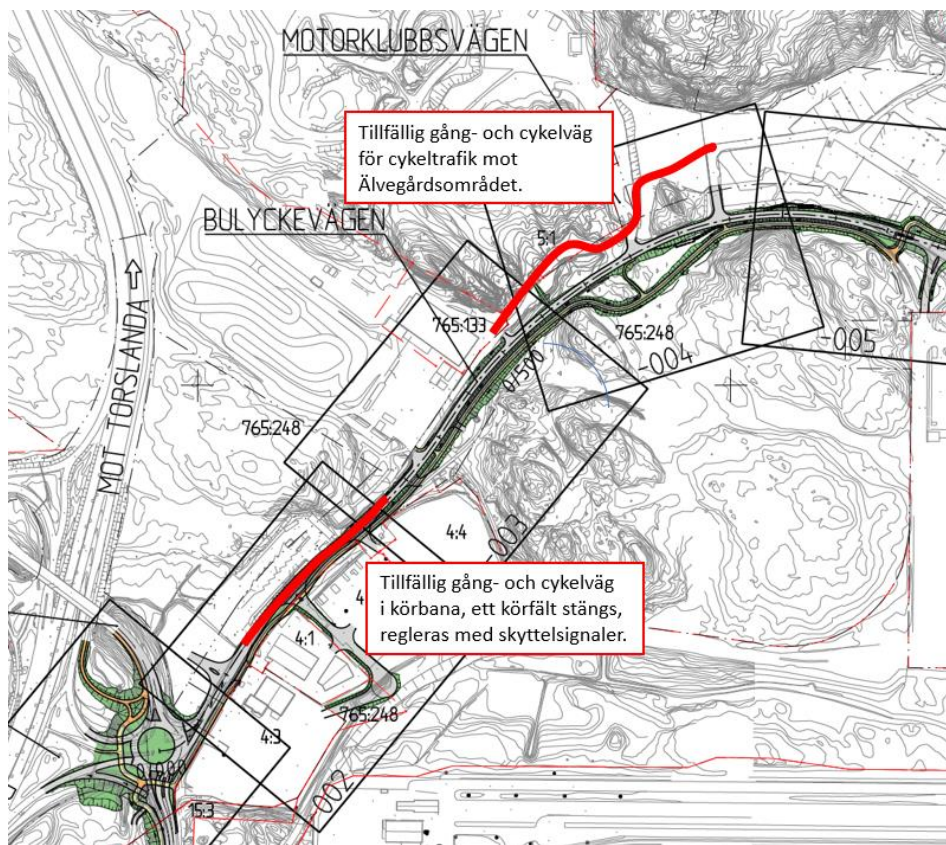 MOTORKLUBBSVÄGEN
Tillfällig gång- och cykelväg
för cykeltrafik mot
Älvegårdsområdet.
BULYCKEVÄGEN
5:1
MOT TORSLANDA
765:133
765:248
-004
-005
0/500
765:248
-003
4:4
Tillfällig gång- och cykelväg
i körbana, ett körfält stängs,
regleras med skyttelsignaler.
4:1
765:248
4:3
-002